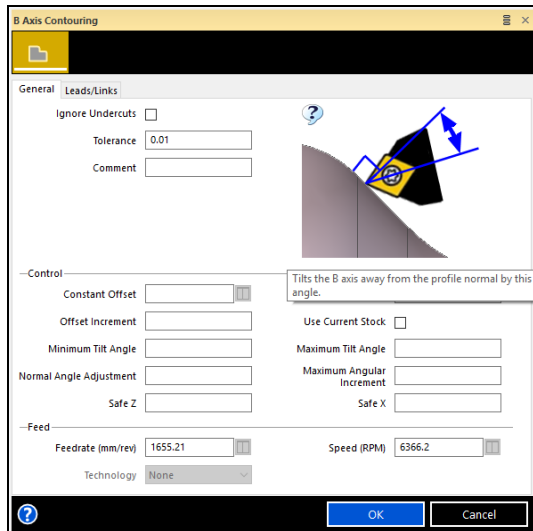 B Axis Contouring
General
Leads/Links
Ignore Undercuts
Tolerance 0.01
Comment
Control
Tilts the B axis away from the profile normal by this angle.
Constant Offset
Offset Increment
Use Current Stock
Minimum Tilt Angle
Maximum Tilt Angle
Normal Angle Adjustment
Maximum Angular
Increment
Safe Z
Safe X
Feed
Feedrate (mm/rev) 1655.21
Speed (RPM) 6366.2
Technology None
OK
Cancel